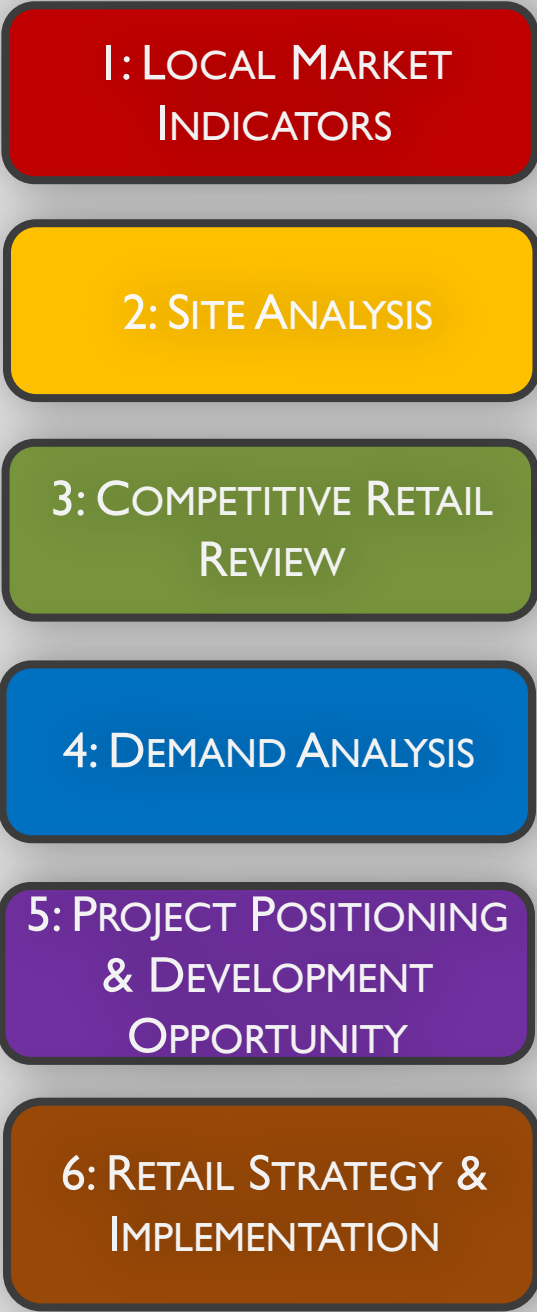 1: Local Market
Indicators
2: Site Analysis
3: Competitive Retail
Review
4: Demand Analysis
5: Project Positioning
& Development
Opportunity
6: Retail Strategy &
Implementation